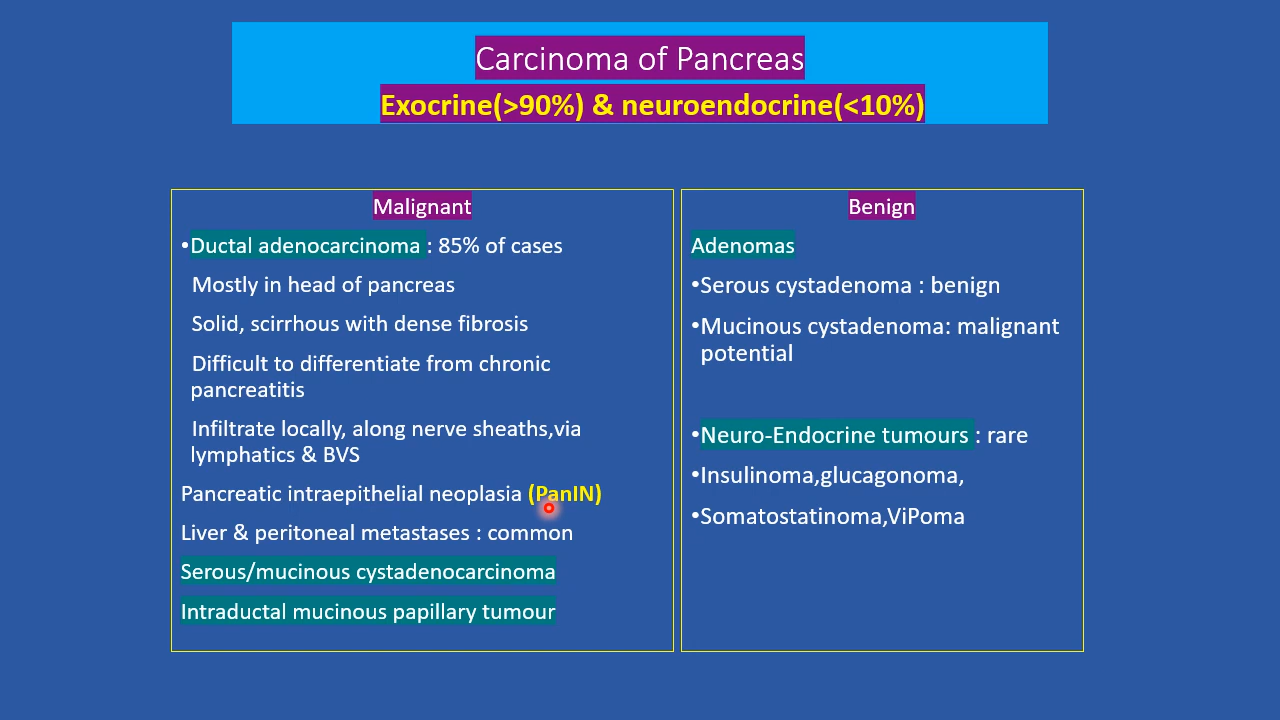 Carcinoma of Pancreas
Exocrine(>90%) & neuroendocrine(<10%)
Malignant
•Ductal adenocarcinoma : 85% of cases
Mostly in head of pancreas
Solid, scirrhous with dense fibrosis
Difficult to differentiate from chronic
pancreatitis
Infiltrate locally, along nerve sheaths,via
lymphatics & BVS
Pancreatic intraepithelial neoplasia (PanIN)
Liver & peritoneal metastases : common
Serous/mucinous cystadenocarcinoma
Intraductal mucinous papillary tumour
Benign
Adenomas
•Serous cystadenoma : benign
•Mucinous cystadenoma: malignant
potential
•Neuro-Endocrine tumours : rare
•Insulinoma,glucagonoma,
•Somatostatinoma,ViPoma